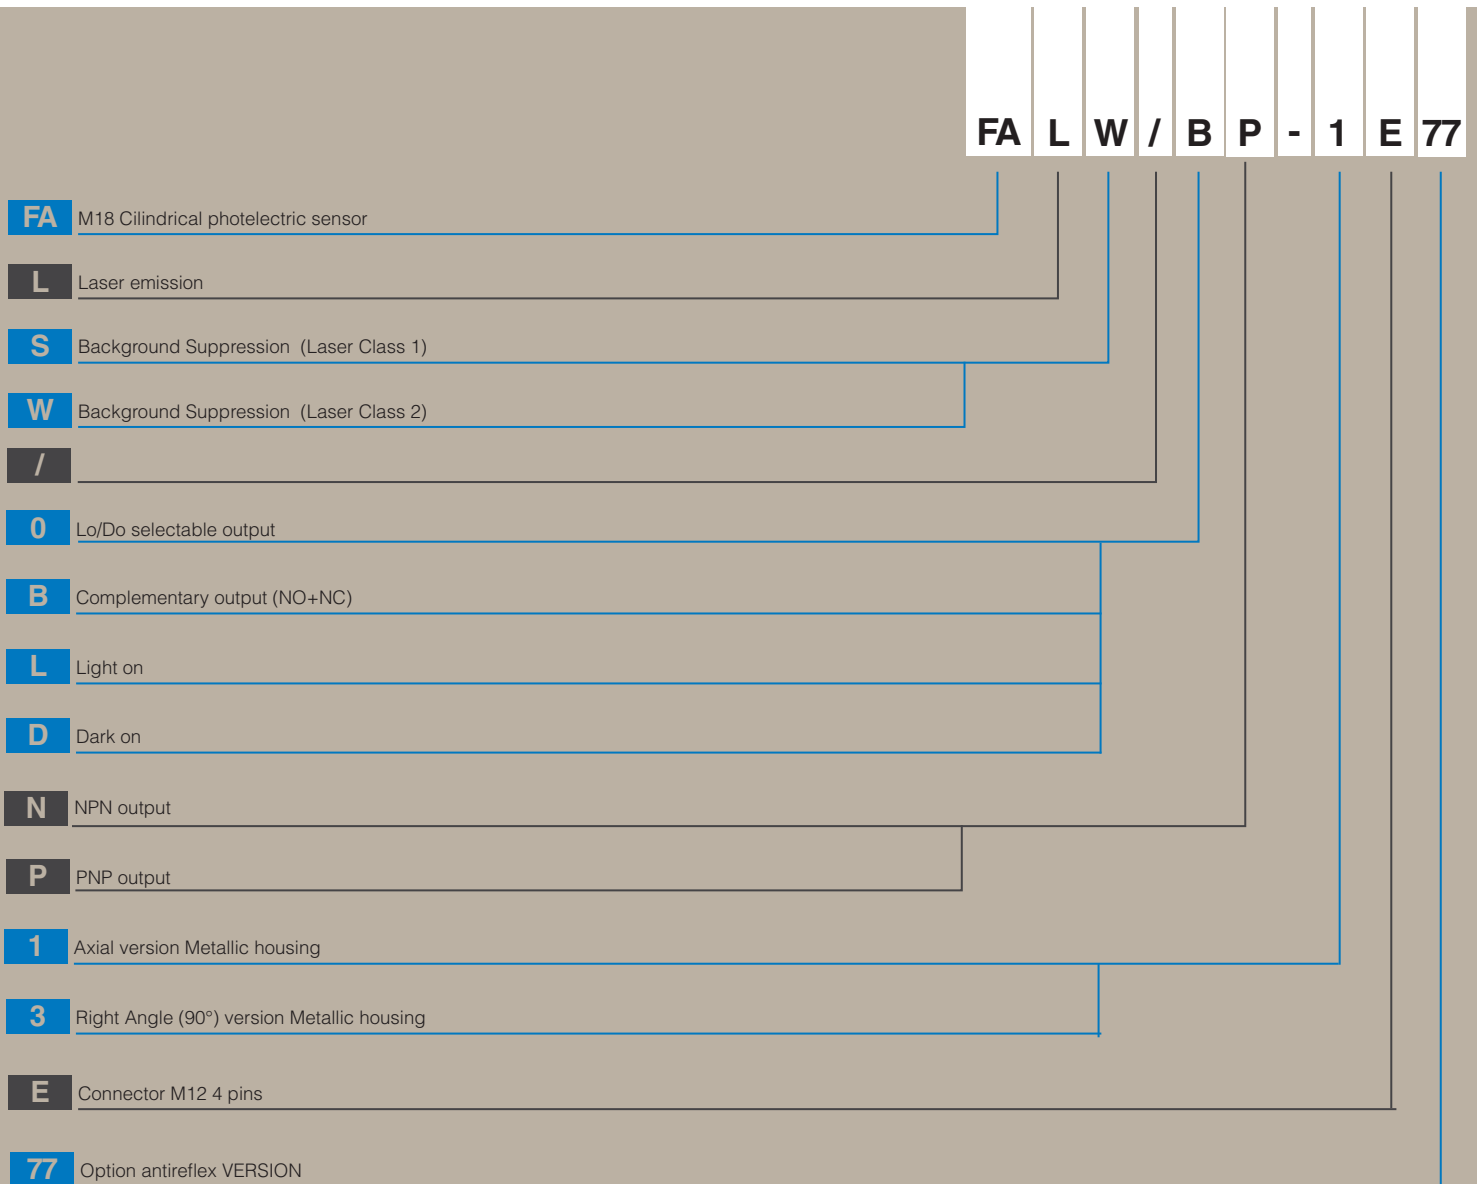 FA L W / B P - 1 E 77
FA M18 Cilindrical photelectric sensor
L Laser emission
S Background Suppression (Laser Class 1)
W Background Suppression (Laser Class 2)
/
0 Lo/Do selectable output
B Complementary output (NO+NC)
L Light on
D Dark on
N NPN output
P PNP output
1 Axial version Metallic housing
3 Right Angle (90°) version Metallic housing
E Connector M12 4 pins
77 Option antireflex VERSION